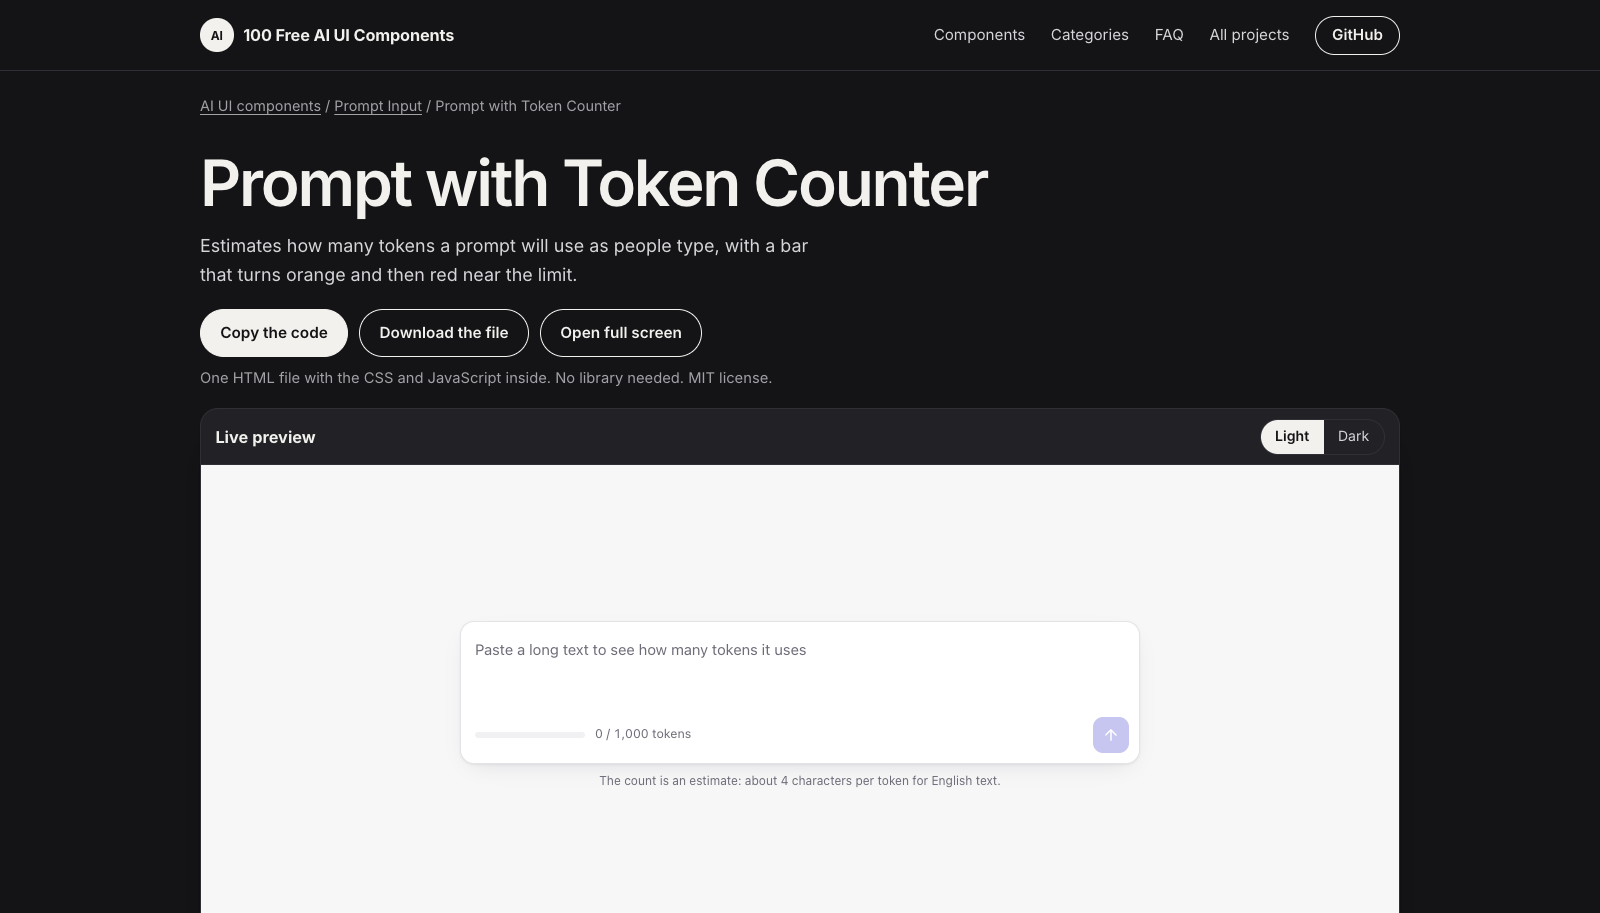 AI
100 Free AI UI Components
Components
Categories
FAQ
All projects
GitHub
AI UI components / Prompt Input / Prompt with Token Counter
Prompt with Token Counter
Estimates how many tokens a prompt will use as people type, with a bar
that turns orange and then red near the limit.
Copy the code
Download the file
Open full screen
One HTML file with the CSS and JavaScript inside. No library needed. MIT license.
Live preview
Light
Dark
Paste a long text to see how many tokens it uses
0 / 1,000 tokens
The count is an estimate: about 4 characters per token for English text.